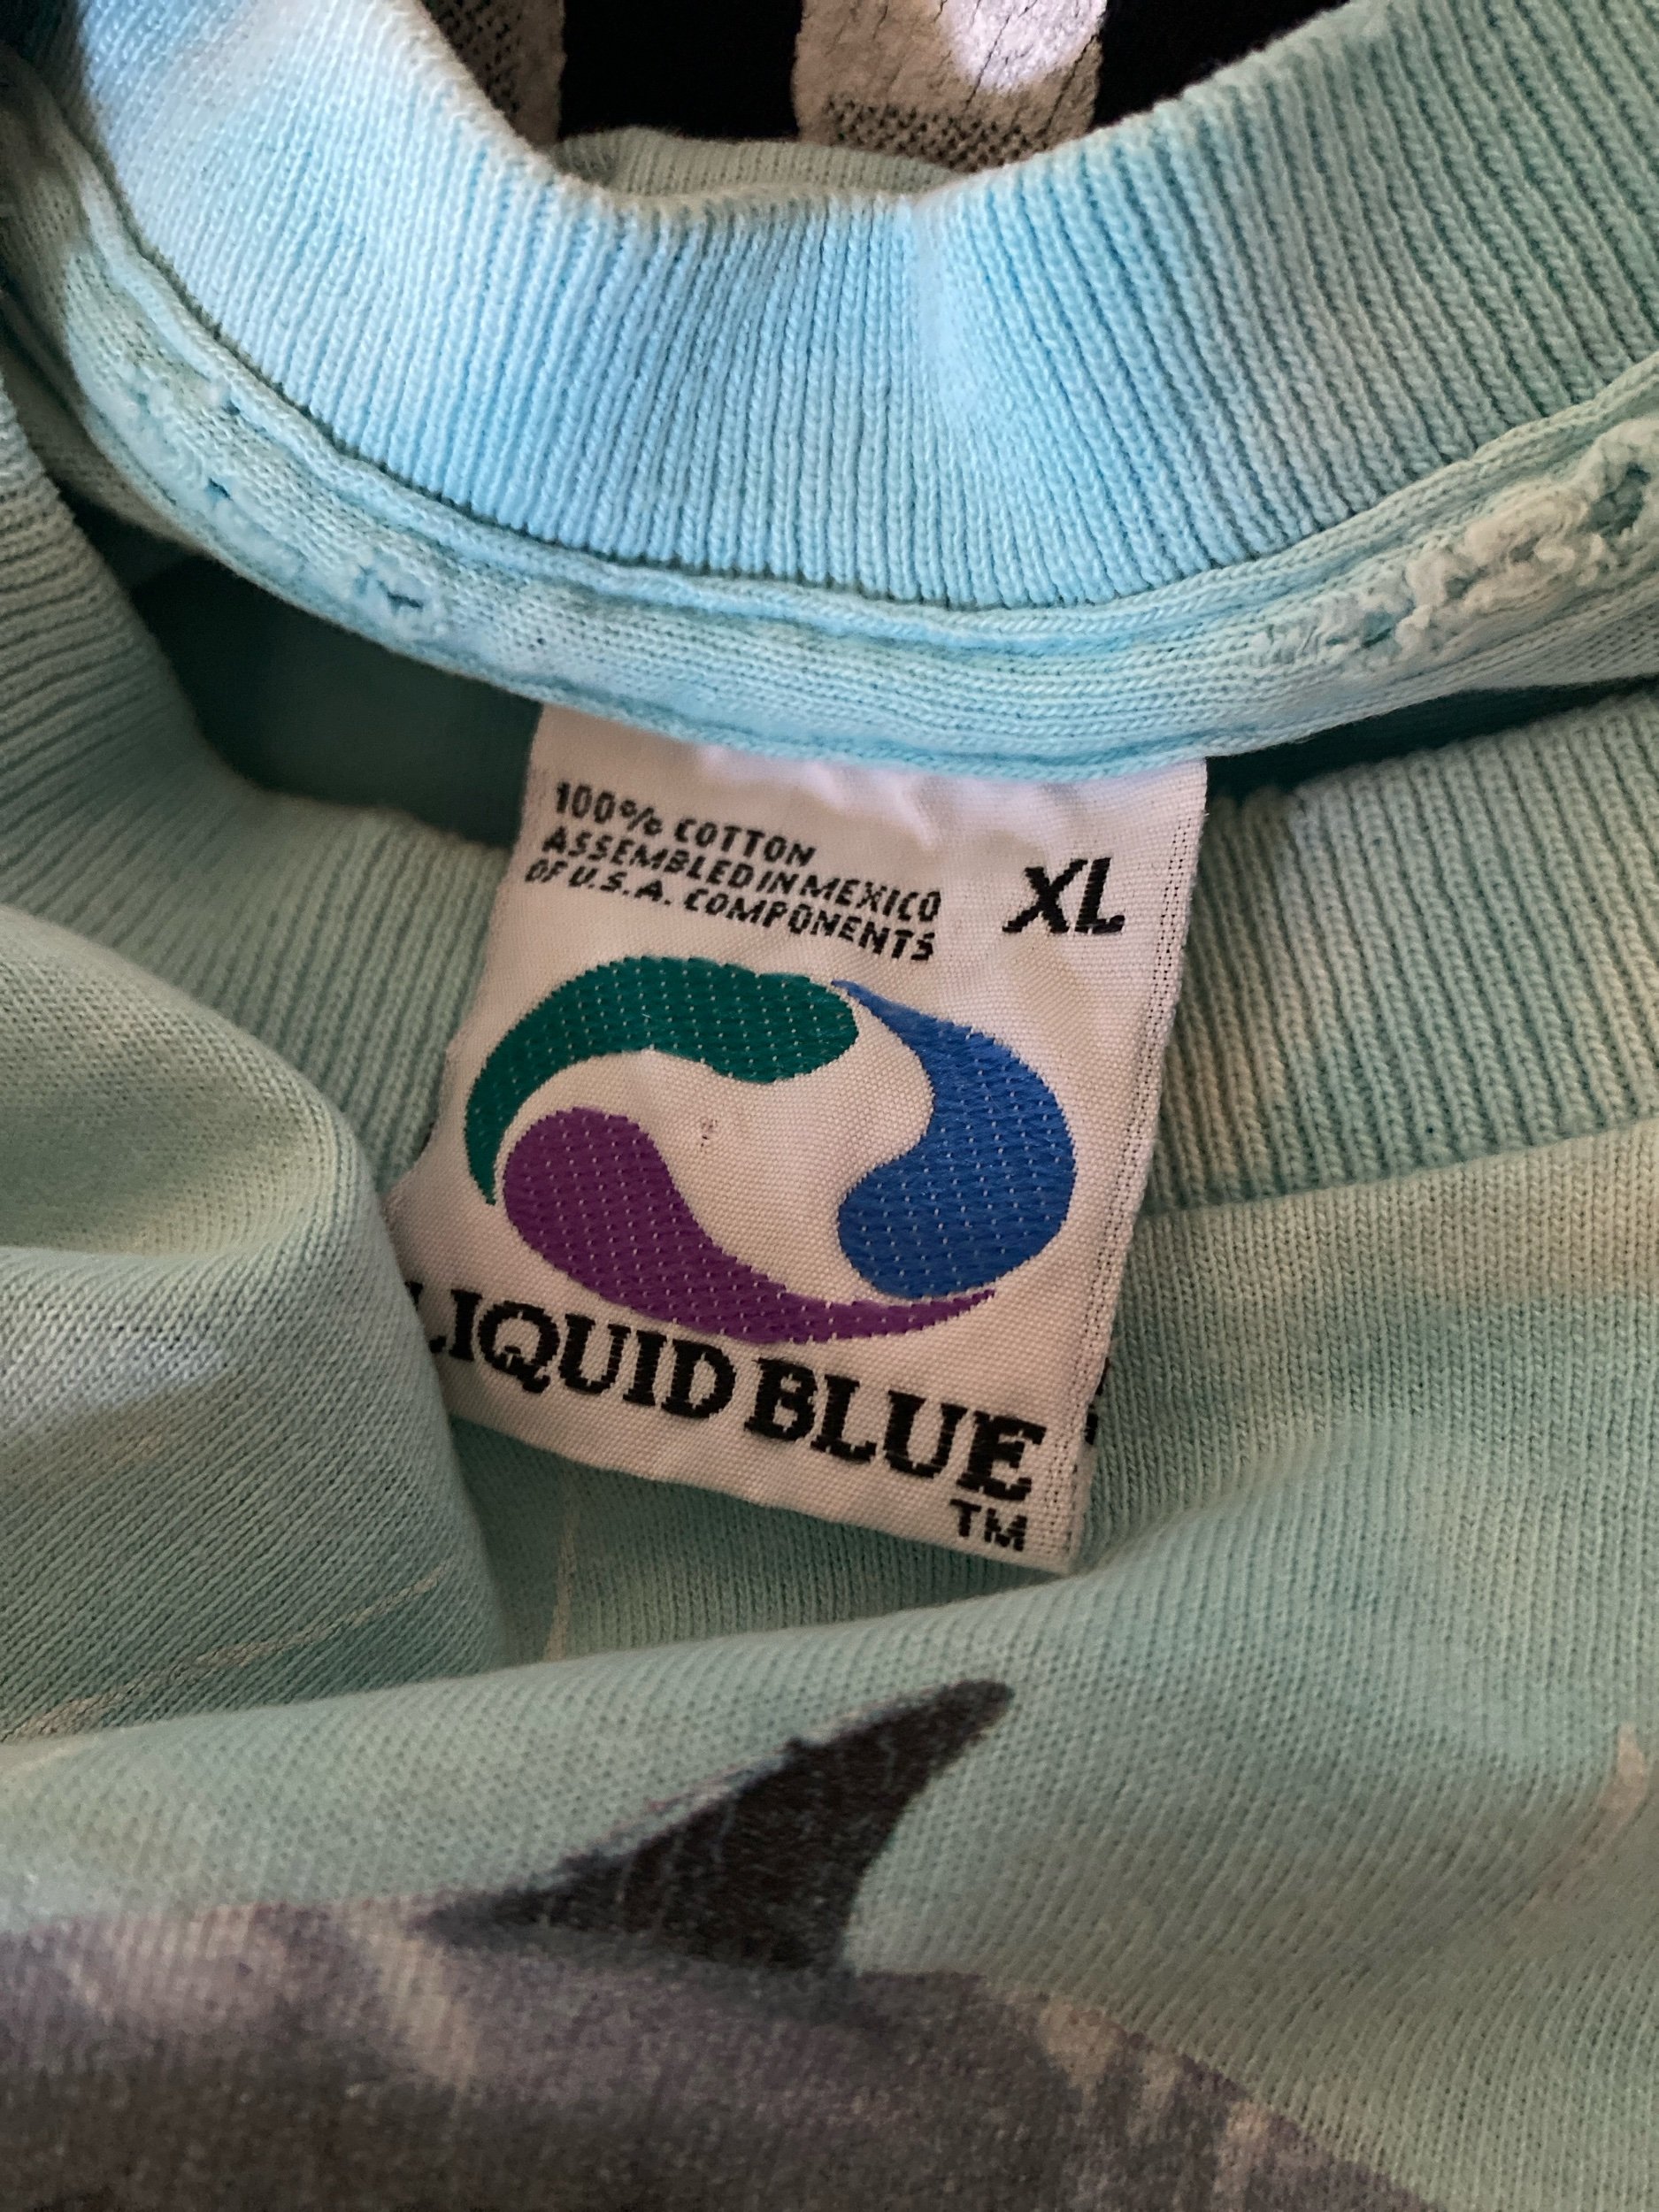 100% COTTON
ASSEMBLED IN MEXICO
OF U.S.A. COMPONENTS
XL
LIQUID BLUE
TM